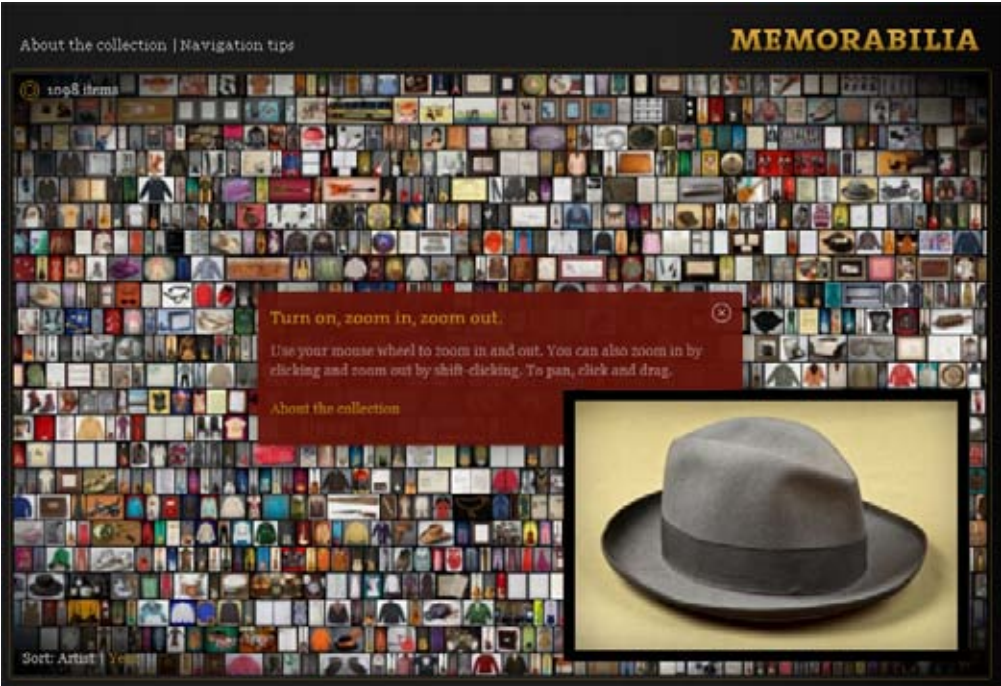 About the collection | Navigation tips
MEMORABILIA
1098 items
Turn on, zoom in, zoom out.
Use your mouse wheel to zoom in and out. You can also zoom in by
clicking and zoom out by shift-clicking. To pan, click and drag.
About the collection
Sort: Artist | Year